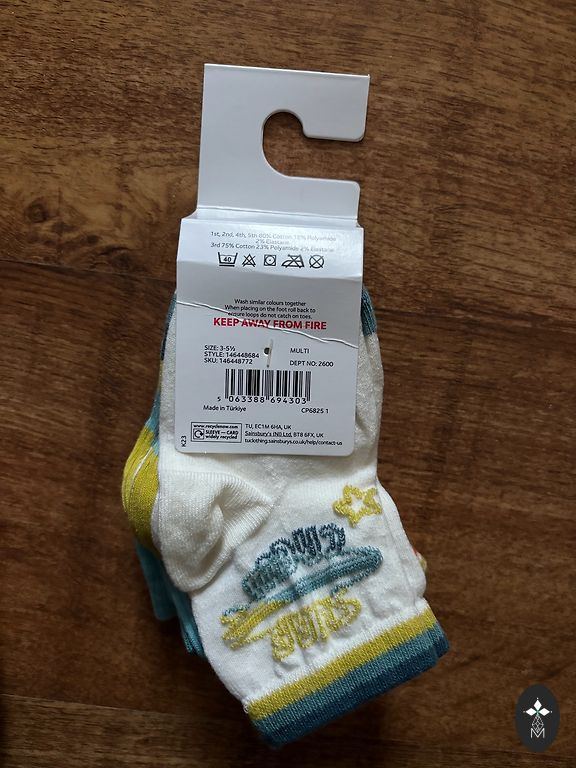 1st, 2nd, 4th, 5th 80% Cotton 18% Polyamide
2% Elastane
3rd 75% Cotton 23% Polyamide 2% Elastane
40
Wash similar colours together
When placing on the foot roll back to
ensure loops do not catch on toes.
KEEP AWAY FROM FIRE
SIZE: 3-5½
STYLE: 146448684
SKU: 146448772
MULTI
DEPT NO: 2600
5 063388 694303
Made in Türkiye
CP6825 1
www.recyclenow.com
SLEEVE — CARD
widely recycled
TU, EC1M 6HA, UK
Sainsbury's (NI) Ltd, BT8 6FX, UK
tuclothing.sainsburys.co.uk/help/contact-us
K23
M